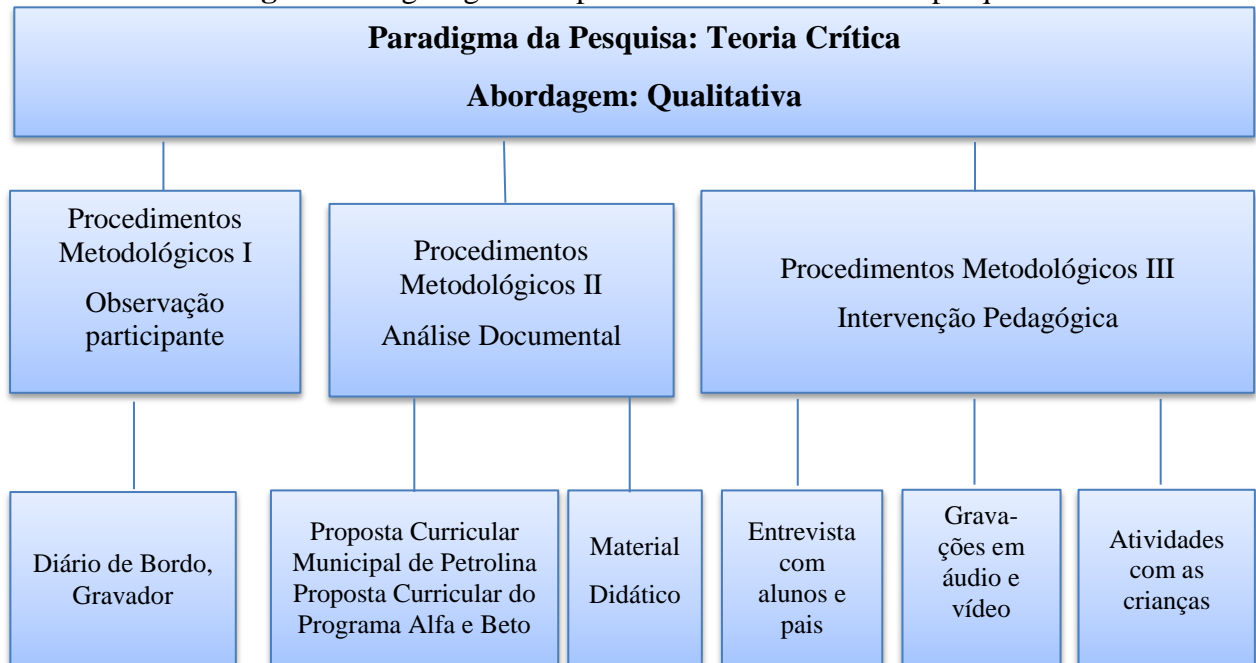 Paradigma da Pesquisa: Teoria Crítica
Abordagem: Qualitativa
Procedimentos
Metodológicos I
Observação
participante
Procedimentos
Metodológicos II
Análise Documental
Procedimentos Metodológicos III
Intervenção Pedagógica
Diário de Bordo,
Gravador
Proposta Curricular
Municipal de Petrolina
Proposta Curricular do
Programa Alfa e Beto
Material
Didático
Entrevista
com
alunos e
pais
Grava-
ções em
áudio e
vídeo
Atividades
com as
crianças